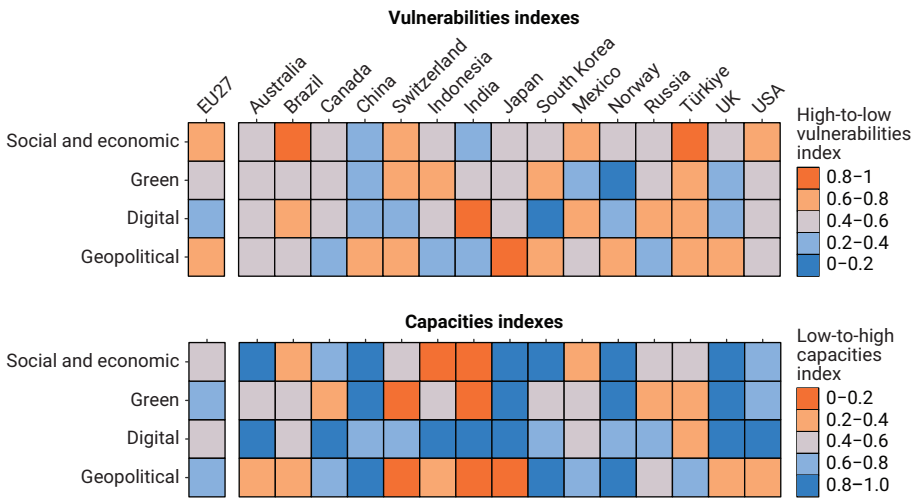 Vulnerabilities indexes
EU27
Australia
Brazil
Canada
China
Switzerland
Indonesia
India
Japan
South Korea
Mexico
Norway
Russia
Türkiye
UK
USA
Social and economic
Green
Digital
Geopolitical
High-to-low
vulnerabilities
index
0.8–1
0.6–0.8
0.4–0.6
0.2–0.4
0–0.2
Capacities indexes
Social and economic
Green
Digital
Geopolitical
Low-to-high
capacities
index
0–0.2
0.2–0.4
0.4–0.6
0.6–0.8
0.8–1.0